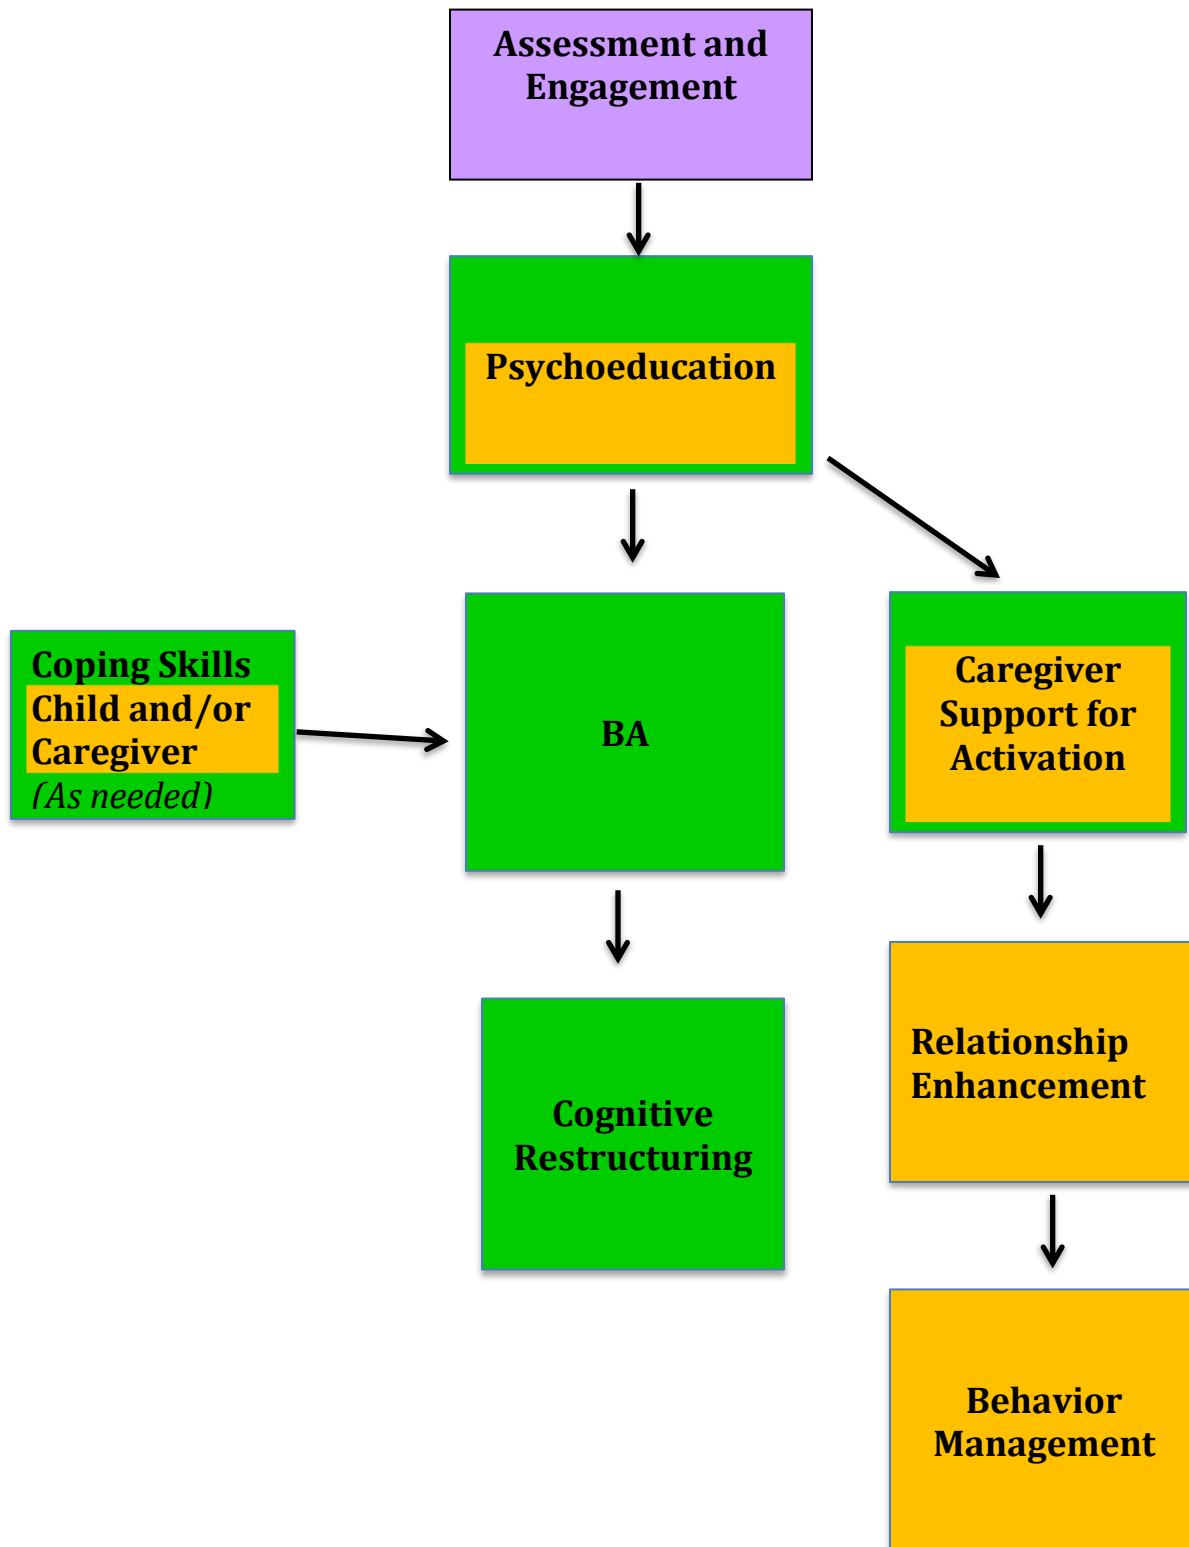 Assessment and
Engagement
Psychoeducation
Coping Skills
Child and/or
Caregiver
(As needed)
BA
Caregiver
Support for
Activation
Cognitive
Restructuring
Relationship
Enhancement
Behavior
Management